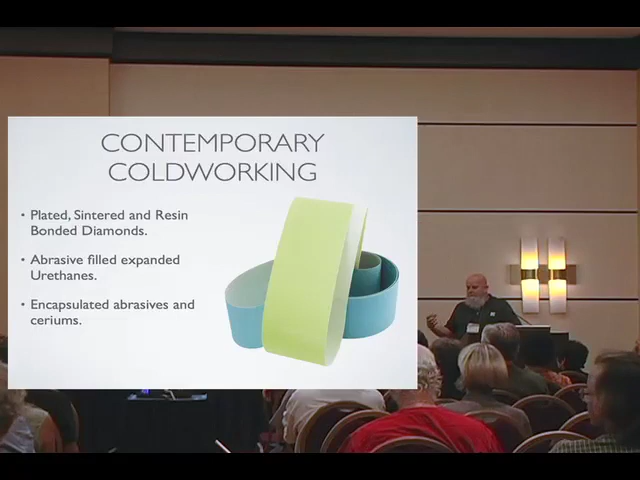 CONTEMPORARY
COLDWORKING
• Plated, Sintered and Resin
Bonded Diamonds.
• Abrasive filled expanded
Urethanes.
• Encapsulated abrasives and
ceriums.